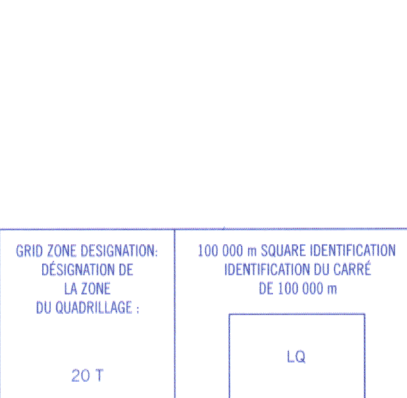 GRID ZONE DESIGNATION:
DÉSIGNATION DE
LA ZONE
DU QUADRILLAGE :
20 T
100 000 m SQUARE IDENTIFICATION
IDENTIFICATION DU CARRÉ
DE 100 000 m
LQ